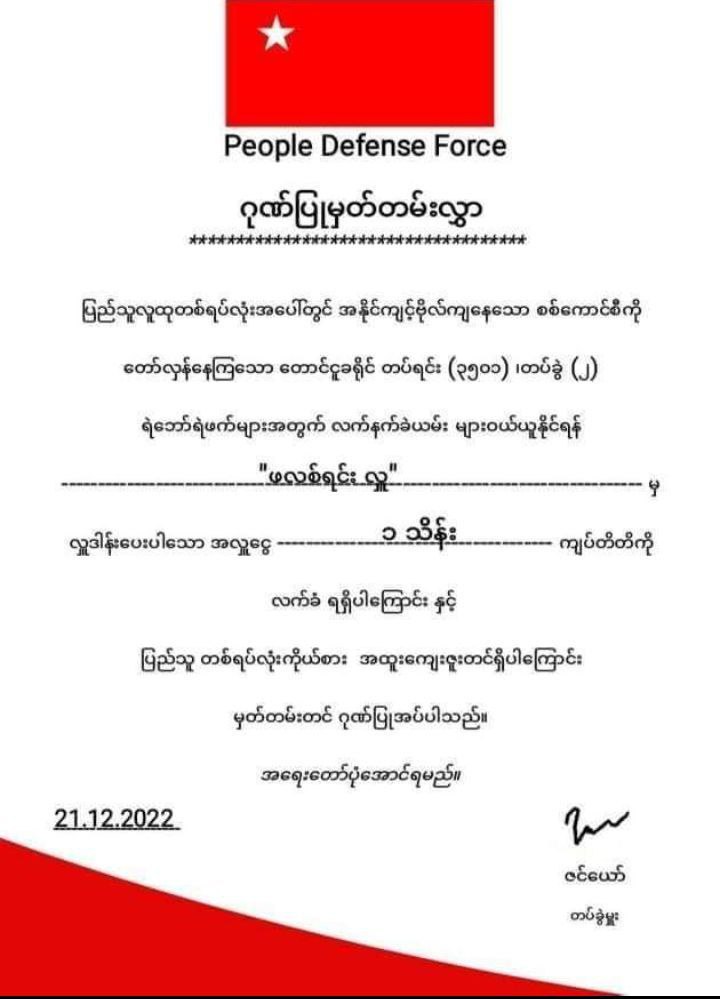 People Defense Force
ဂုဏ်ပြုမှတ်တမ်းလွှာ
************************************
ပြည်သူလူထုတစ်ရပ်လုံးအပေါ်တွင် အနိုင်ကျင့်ဗိုလ်ကျနေသော စစ်ကောင်စီကို
တော်လှန်နေကြသော တောင်ငူခရိုင် တပ်ရင်း (၃၅၀၁) ၊တပ်ခွဲ (၂)
ရဲဘော်ရဲဖက်များအတွက် လက်နက်ခဲယမ်း များဝယ်ယူနိုင်ရန်
----------------------------"ဖလစ်ရင်း လှူ"----------------------------------- မှ
လှူဒါန်းပေးပါသော အလှူငွေ --------------- ၁ သိန်း -------------- ကျပ်တိတိကို
လက်ခံ ရရှိပါကြောင်း နှင့်
ပြည်သူ တစ်ရပ်လုံးကိုယ်စား အထူးကျေးဇူးတင်ရှိပါကြောင်း
မှတ်တမ်းတင် ဂုဏ်ပြုအပ်ပါသည်။
အရေးတော်ပုံအောင်ရမည်။
21.12.2022
ဇင်ယော်
တပ်ခွဲမှူး